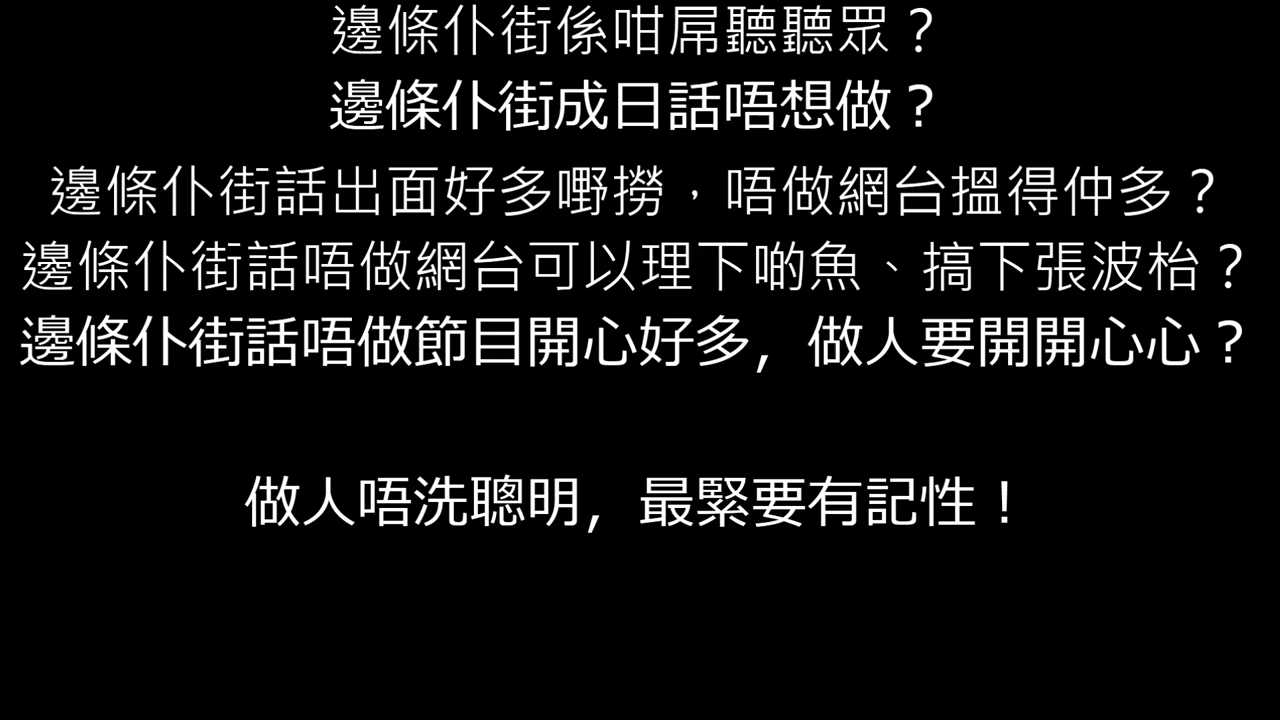 邊條仆街係咁屌聽聽眾？
邊條仆街成日話唔想做？
邊條仆街話出面好多嘢撈，唔做網台搵得仲多？
邊條仆街話唔做網台可以理下啲魚、搞下張波枱？
邊條仆街話唔做節目開心好多，做人要開開心心？
做人唔洗聰明，最緊要有記性！